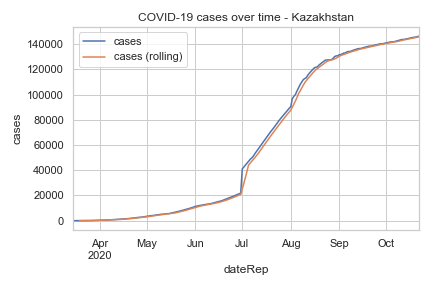 COVID-19 cases over time - Kazakhstan
cases
cases (rolling)
140000
120000
100000
80000
60000
40000
20000
0
cases
Apr
2020
May
Jun
Jul
Aug
Sep
Oct
dateRep